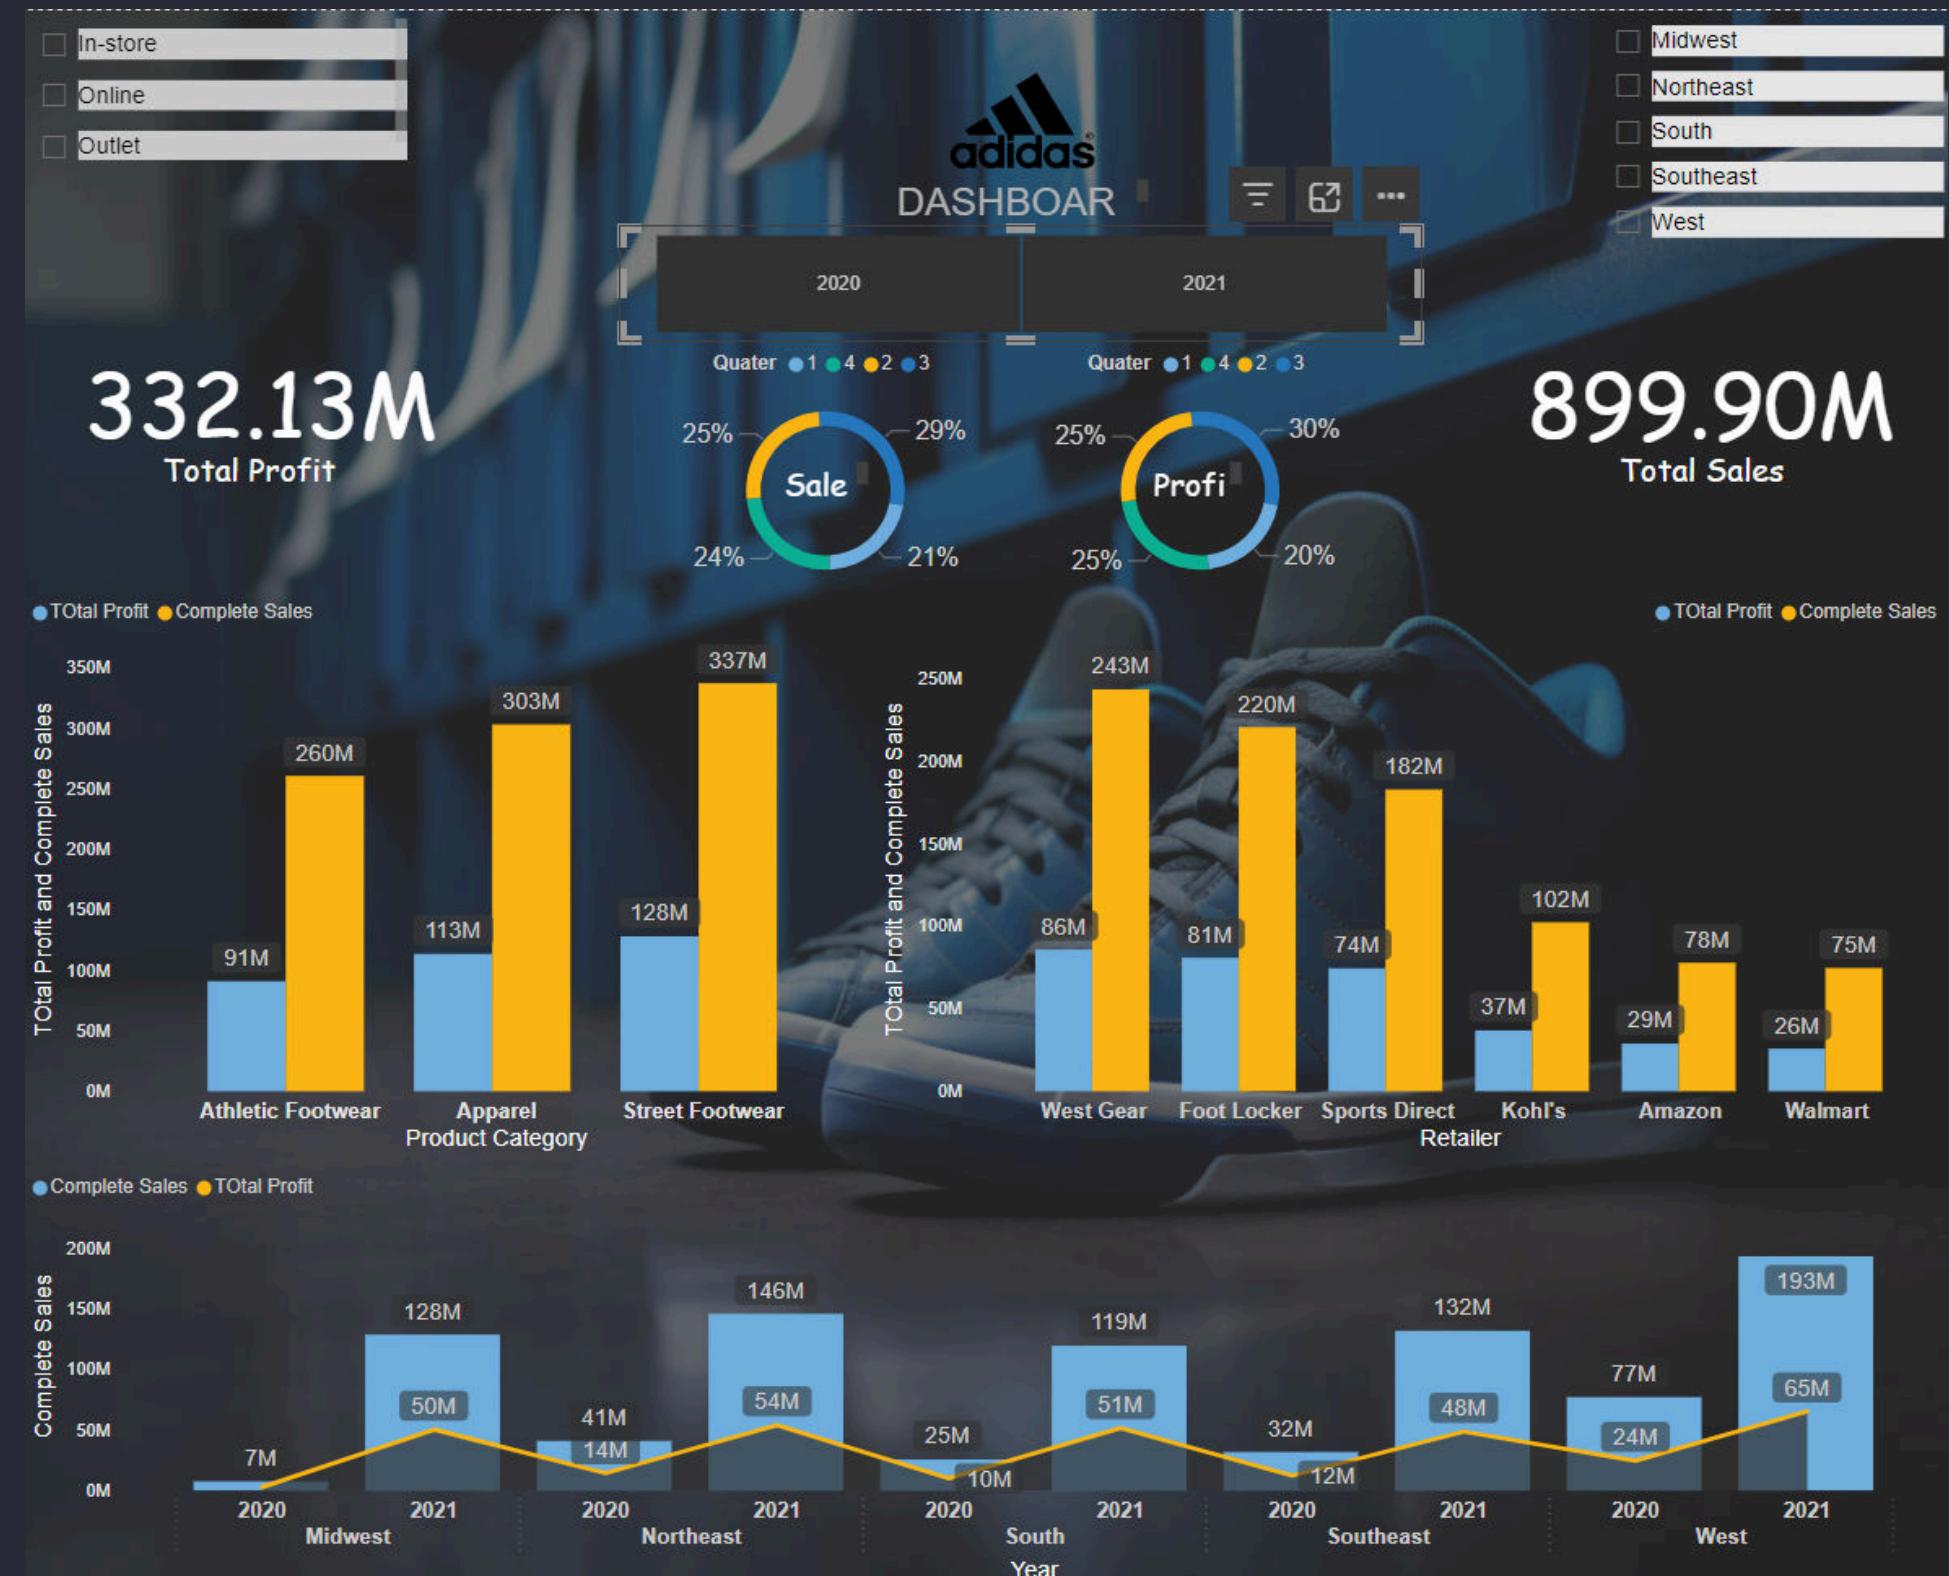 In-store
Online
Outlet
Midwest
Northeast
South
Southeast
West
adidas®
DASHBOAR
2020 2021
332.13M
Total Profit
Quater 1 4 2 3
25% 29%
Sale
24% 21%
Quater 1 4 2 3
25% 30%
Profi
25% 20%
899.90M
Total Sales
TOtal Profit Complete Sales
TOtal Profit and Complete Sales
350M
300M
250M
200M
150M
100M
50M
0M
91M 260M
113M 303M
128M 337M
Athletic Footwear Apparel Street Footwear
Product Category
TOtal Profit Complete Sales
TOtal Profit and Complete Sales
250M
200M
150M
100M
50M
0M
86M 243M
81M 220M
74M 182M
37M 102M
29M 78M
26M 75M
West Gear Foot Locker Sports Direct Kohl's Amazon Walmart
Retailer
Complete Sales TOtal Profit
Complete Sales
200M
150M
100M
50M
0M
7M
128M 50M
41M 14M
146M 54M
25M 10M
119M 51M
32M 12M
132M 48M
77M 24M
193M 65M
2020 2021 2020 2021 2020 2021 2020 2021 2020 2021
Midwest Northeast South Southeast West
Year